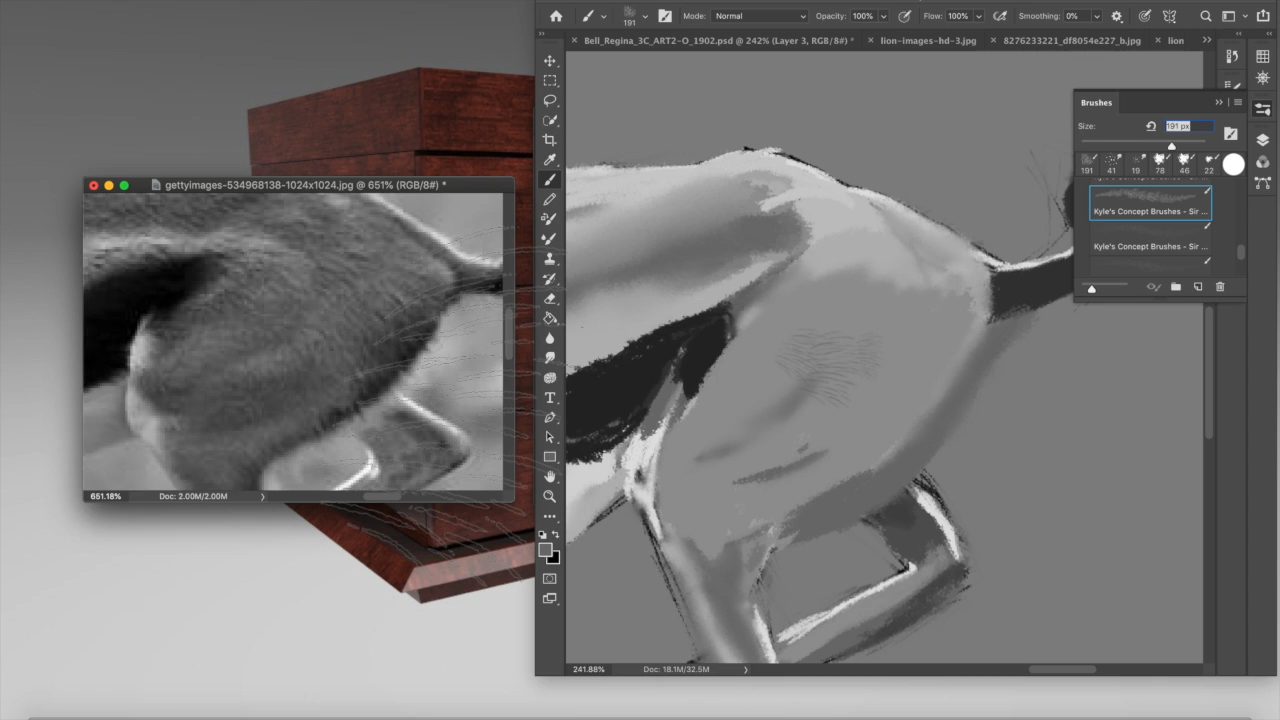 191
Mode: Normal
Opacity: 100%
Flow: 100%
Smoothing: 0%
× Bell_Regina_3C_ART2-O_1902.psd @ 242% (Layer 3, RGB/8#) *
× lion-images-hd-3.jpg
× 8276233221_df8054e227_b.jpg
× lion
Brushes
Size:
191 px
191 41 19 78 46 22
Kyle's Concept Brushes - Sir ...
Kyle's Concept Brushes - Sir ...
gettyimages-534968138-1024x1024.jpg @ 651% (RGB/8#) *
651.18%
Doc: 2.00M/2.00M
241.88%
Doc: 18.1M/32.5M